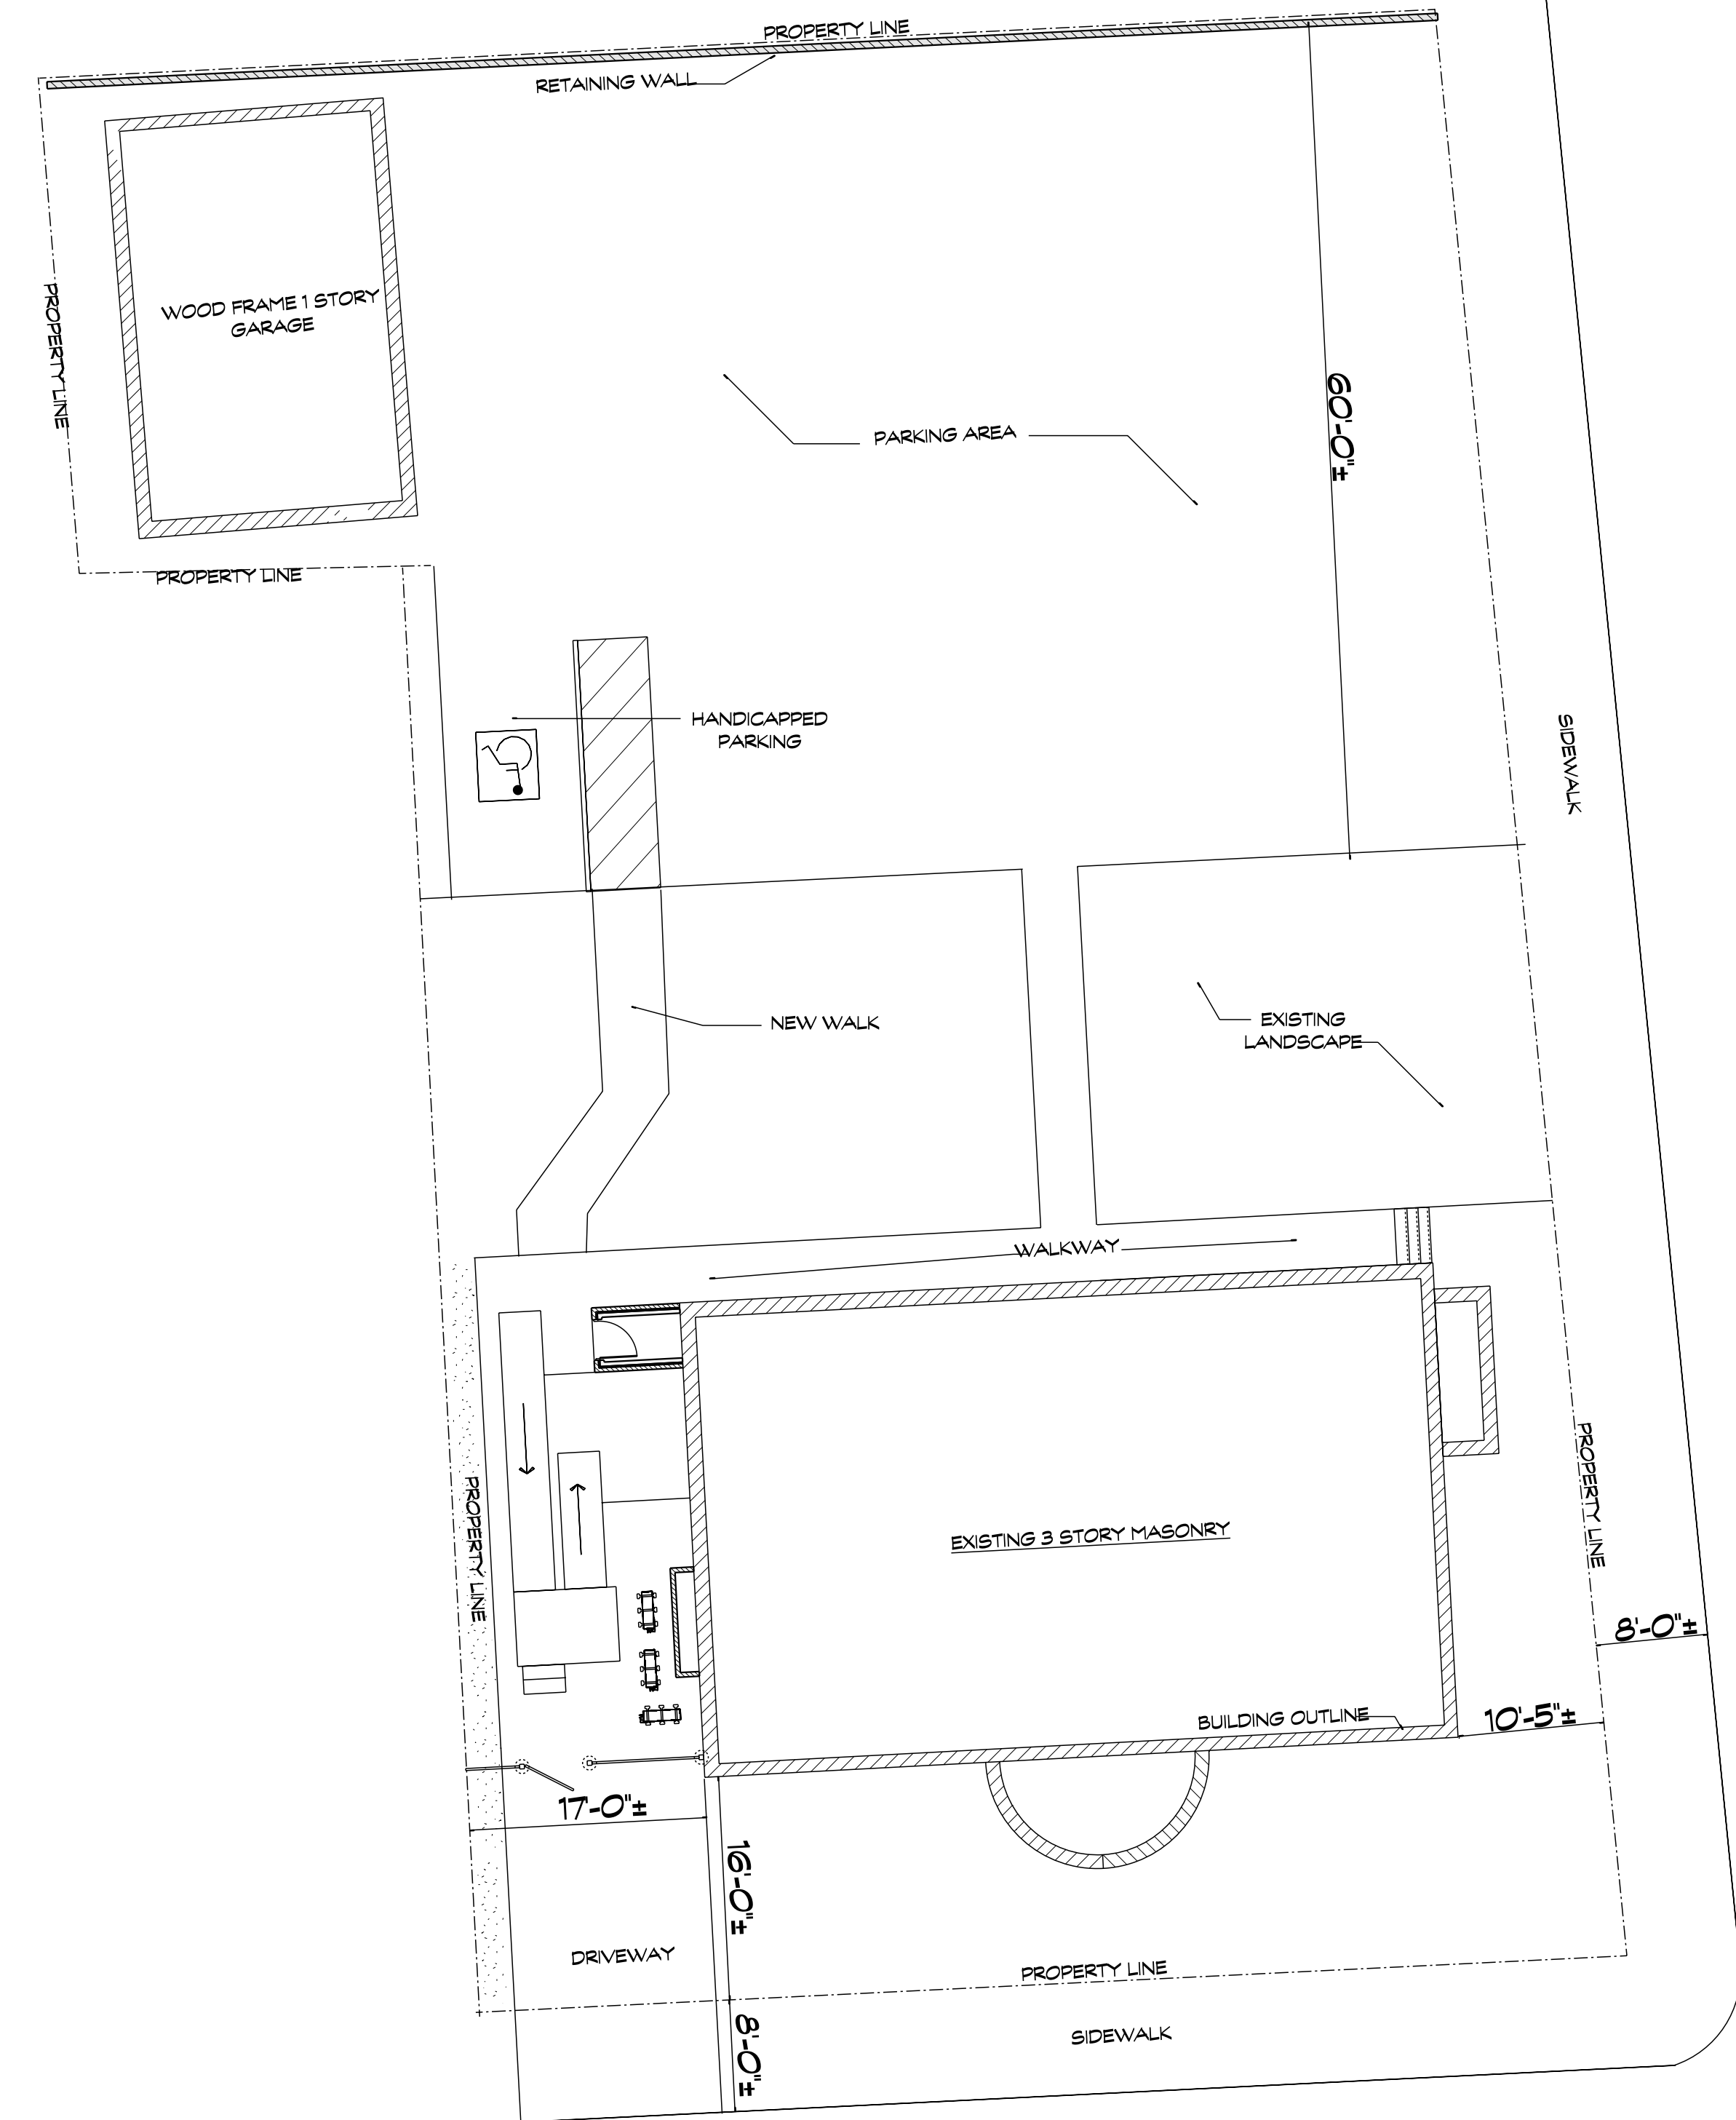 PROPERTY LINE
RETAINING WALL
PROPERTY LINE
WOOD FRAME 1 STORY
GARAGE
PARKING AREA
60'-0"±
PROPERTY LINE
HANDICAPPED
PARKING
SIDEWALK
NEW WALK
EXISTING
LANDSCAPE
WALKWAY
PROPERTY LINE
EXISTING 3 STORY MASONRY
PROPERTY LINE
8'-0"±
BUILDING OUTLINE
10'-5"±
17'-0"±
16'-0"±
DRIVEWAY
PROPERTY LINE
8'-0"±
SIDEWALK